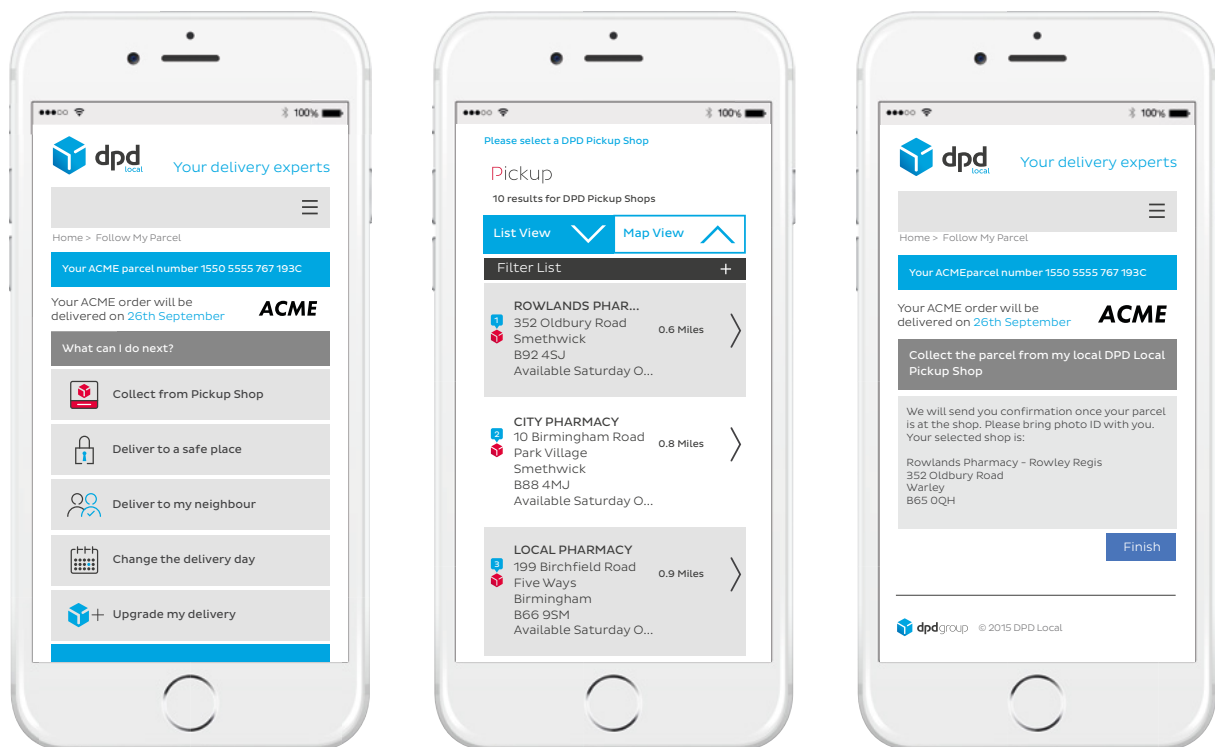 100%
dpd
local
Your delivery experts
Home > Follow My Parcel
Your ACME parcel number 1550 5555 767 193C
Your ACME order will be
delivered on 26th September
ACME
What can I do next?
Collect from Pickup Shop
Deliver to a safe place
Deliver to my neighbour
Change the delivery day
Upgrade my delivery
100%
Please select a DPD Pickup Shop
Pickup
10 results for DPD Pickup Shops
List View
Map View
Filter List +
ROWLANDS PHAR...
1
352 Oldbury Road
0.6 Miles
Smethwick
B92 4SJ
Available Saturday O...
CITY PHARMACY
2
10 Birmingham Road
0.8 Miles
Park Village
Smethwick
B88 4MJ
Available Saturday O...
LOCAL PHARMACY
3
199 Birchfield Road
0.9 Miles
Five Ways
Birmingham
B66 9SM
Available Saturday O...
100%
dpd
local
Your delivery experts
Home > Follow My Parcel
Your ACMEparcel number 1550 5555 767 193C
Your ACME order will be
delivered on 26th September
ACME
Collect the parcel from my local DPD Local
Pickup Shop
We will send you confirmation once your parcel
is at the shop. Please bring photo ID with you.
Your selected shop is:
Rowlands Pharmacy - Rowley Regis
352 Oldbury Road
Warley
B65 0QH
Finish
dpdgroup © 2015 DPD Local